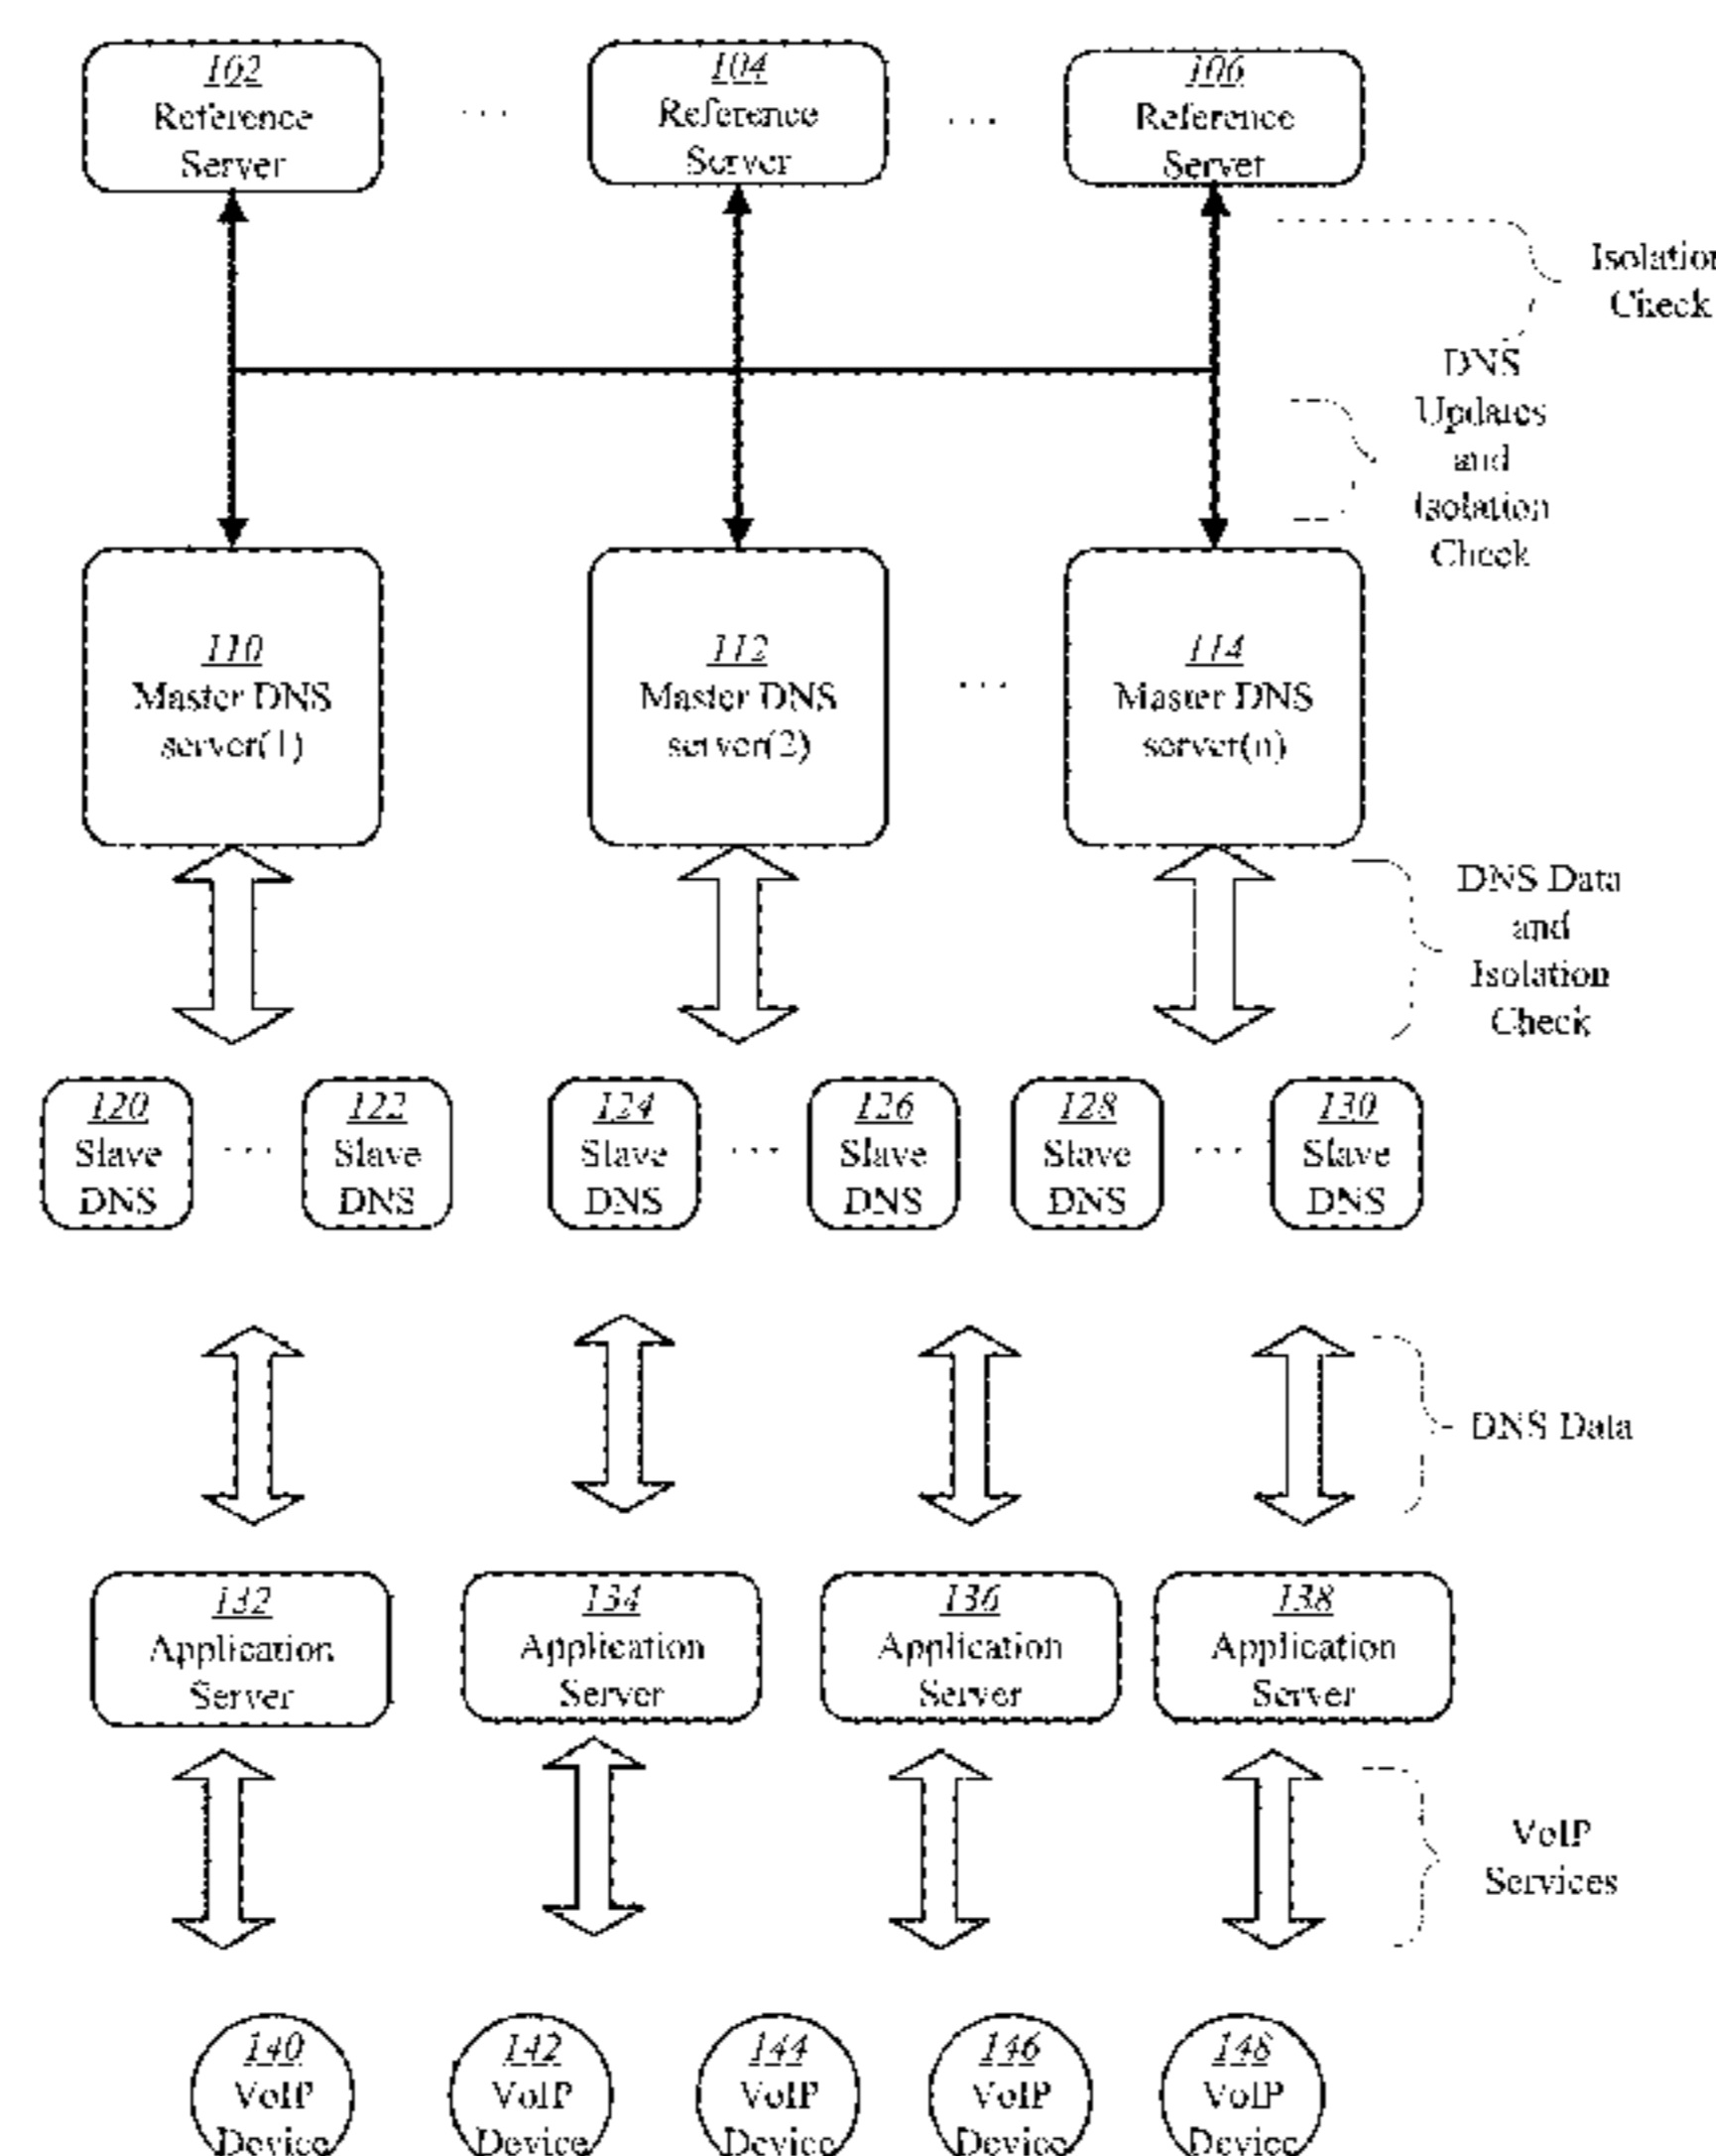 102
Reference
Server
...
104
Reference
Server
...
106
Reference
Server
Isolation
Check
DNS
Updates
and
Isolation
Check
110
Master DNS
server(1)
112
Master DNS
server(2)
...
114
Master DNS
server(n)
DNS Data
and
Isolation
Check
120
Slave
DNS
...
122
Slave
DNS
124
Slave
DNS
...
126
Slave
DNS
128
Slave
DNS
...
130
Slave
DNS
DNS Data
132
Application
Server
134
Application
Server
136
Application
Server
138
Application
Server
VoIP
Services
140
VoIP
Device
142
VoIP
Device
144
VoIP
Device
146
VoIP
Device
148
VoIP
Device